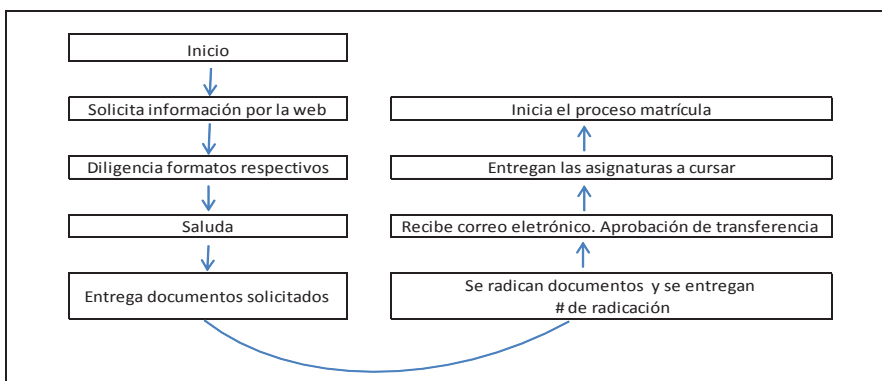 Inicio
Solicita información por la web
Diligencia formatos respectivos
Saluda
Entrega documentos solicitados
Se radican documentos y se entregan
# de radicación
Recibe correo eletrónico. Aprobación de transferencia
Entregan las asignaturas a cursar
Inicia el proceso matrícula